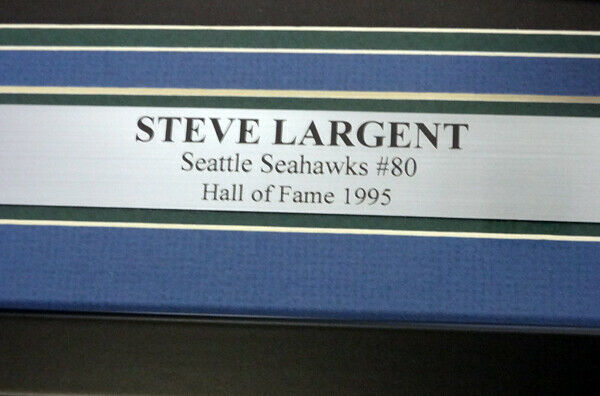 STEVE LARGENT
Seattle Seahawks #80
Hall of Fame 1995